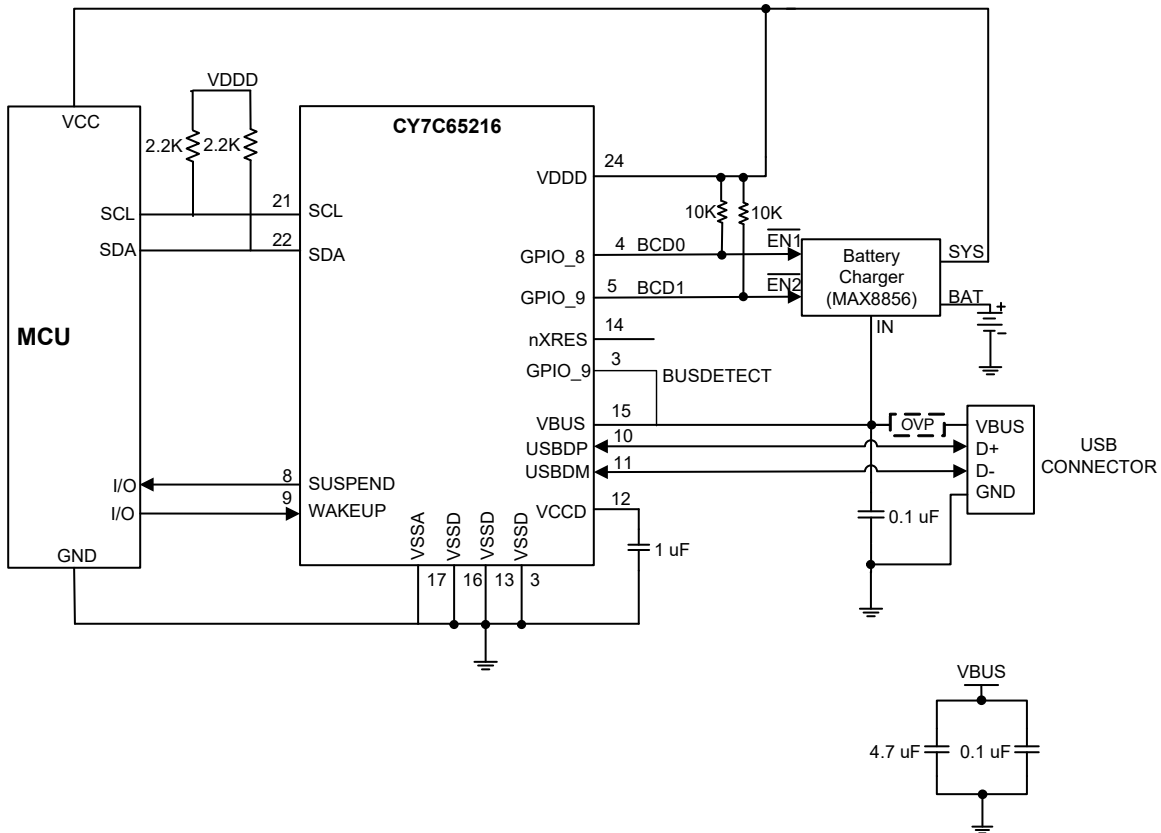 VDDD
VCC
2.2K 2.2K
CY7C65216
24
VDDD
10K 10K
SCL 21 SCL
SDA 22 SDA
GPIO_8 4 BCD0 EN1
GPIO_9 5 BCD1 EN2
Battery
Charger
(MAX8856)
SYS
BAT
+
-
IN
MCU
nXRES 14
GPIO_9 3
BUSDETECT
VBUS 15
OVP
USBDP 10
USBDM 11
VBUS
D+
D-
GND
USB
CONNECTOR
I/O 8 SUSPEND
I/O 9 WAKEUP
VCCD 12
0.1 uF
1 uF
GND
VSSA
VSSD
VSSD
VSSD
17 16 13 3
VBUS
4.7 uF 0.1 uF